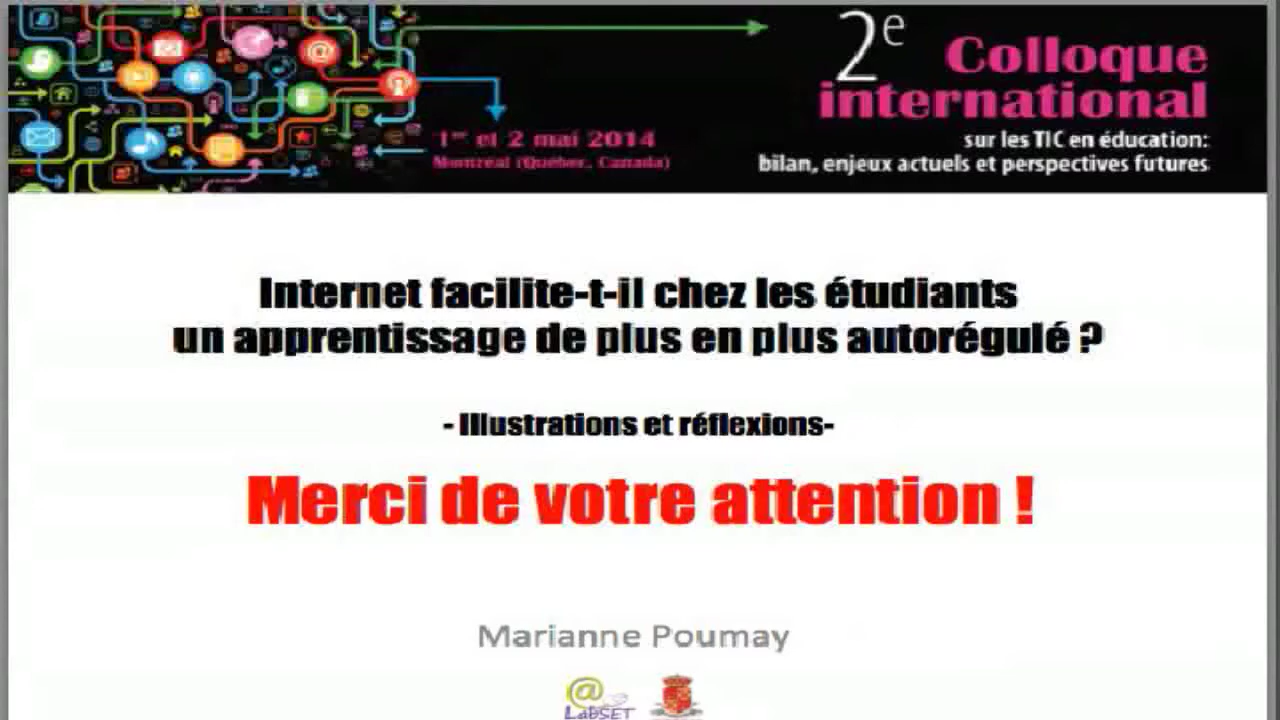 2e Colloque
international
sur les TIC en éducation:
bilan, enjeux actuels et perspectives futures
1er et 2 mai 2014
Montréal (Québec, Canada)
Internet facilite-t-il chez les étudiants
un apprentissage de plus en plus autorégulé ?
- Illustrations et réflexions-
Merci de votre attention !
Marianne Poumay
@
LabSET